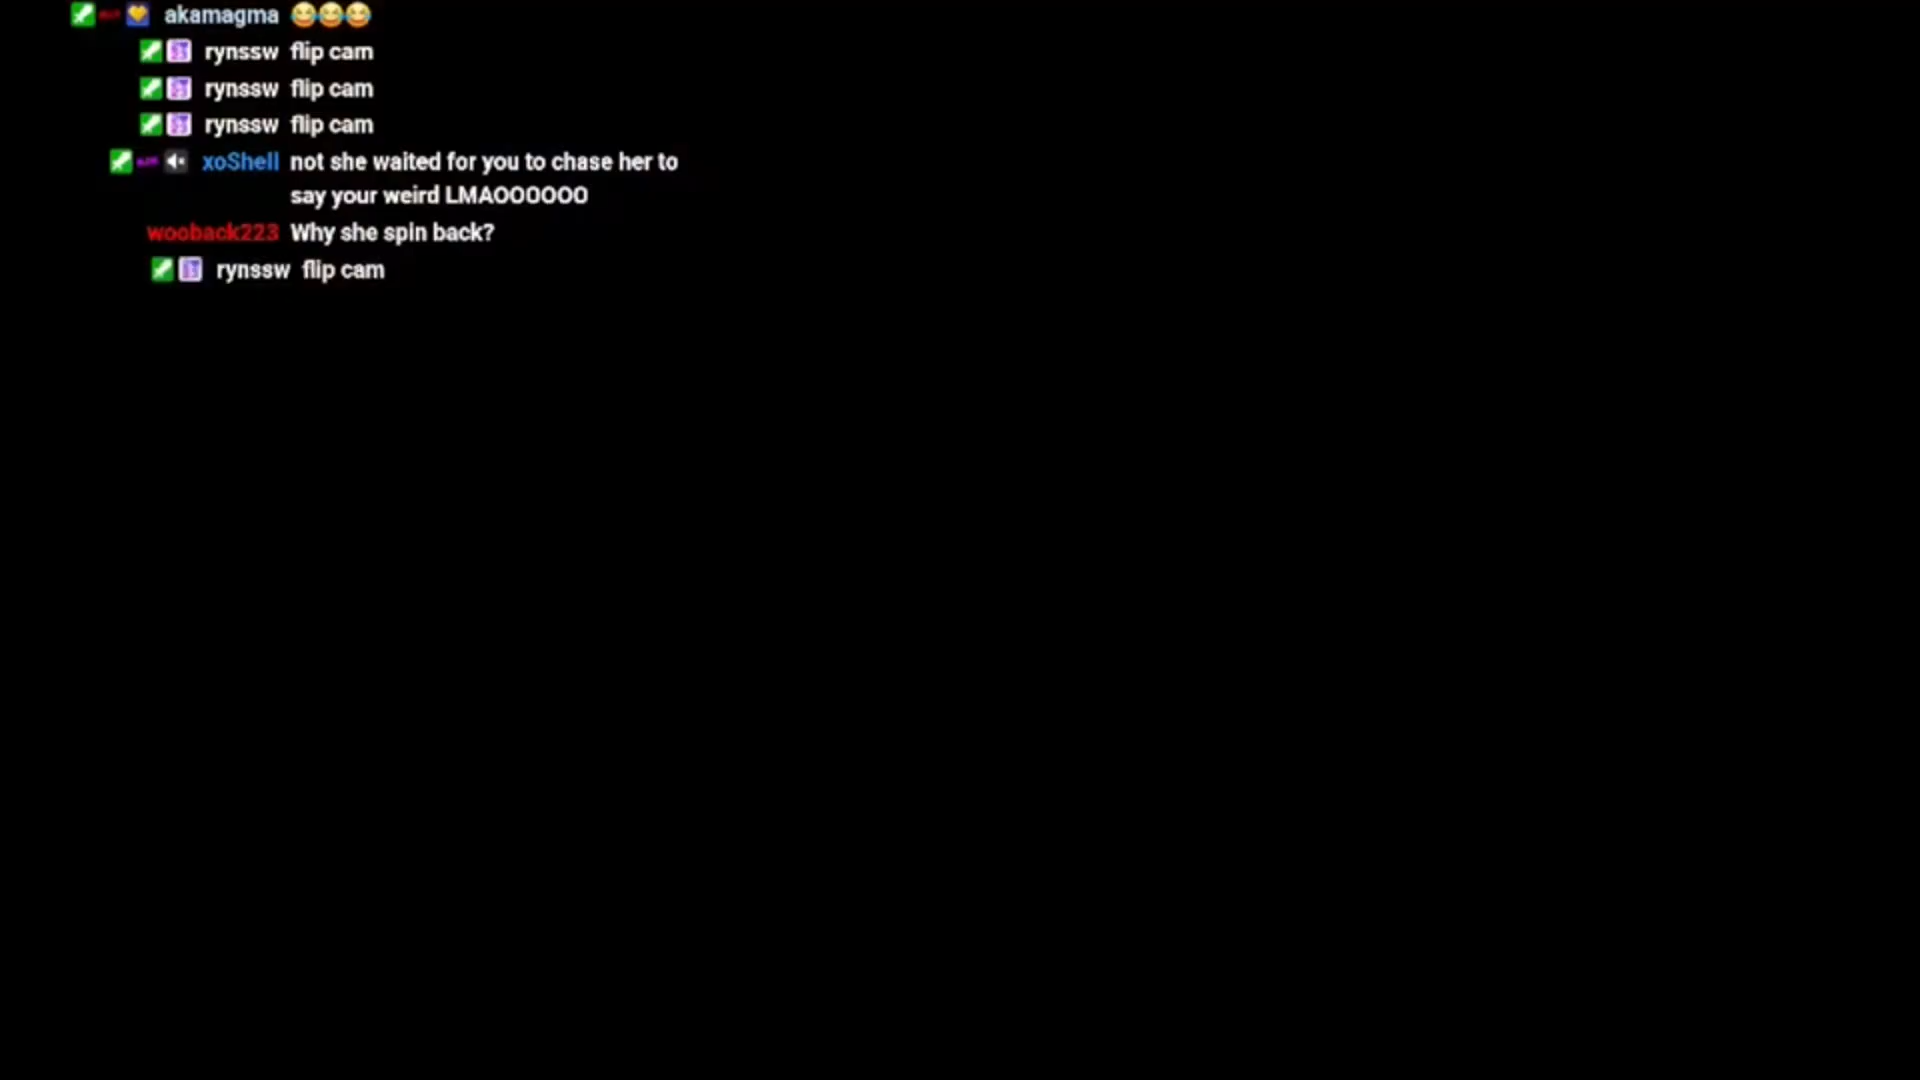 akamagma 😂😂😂
rynssw flip cam
rynssw flip cam
rynssw flip cam
xoShell not she waited for you to chase her to
say your weird LMAOOOOOO
wooback223 Why she spin back?
rynssw flip cam